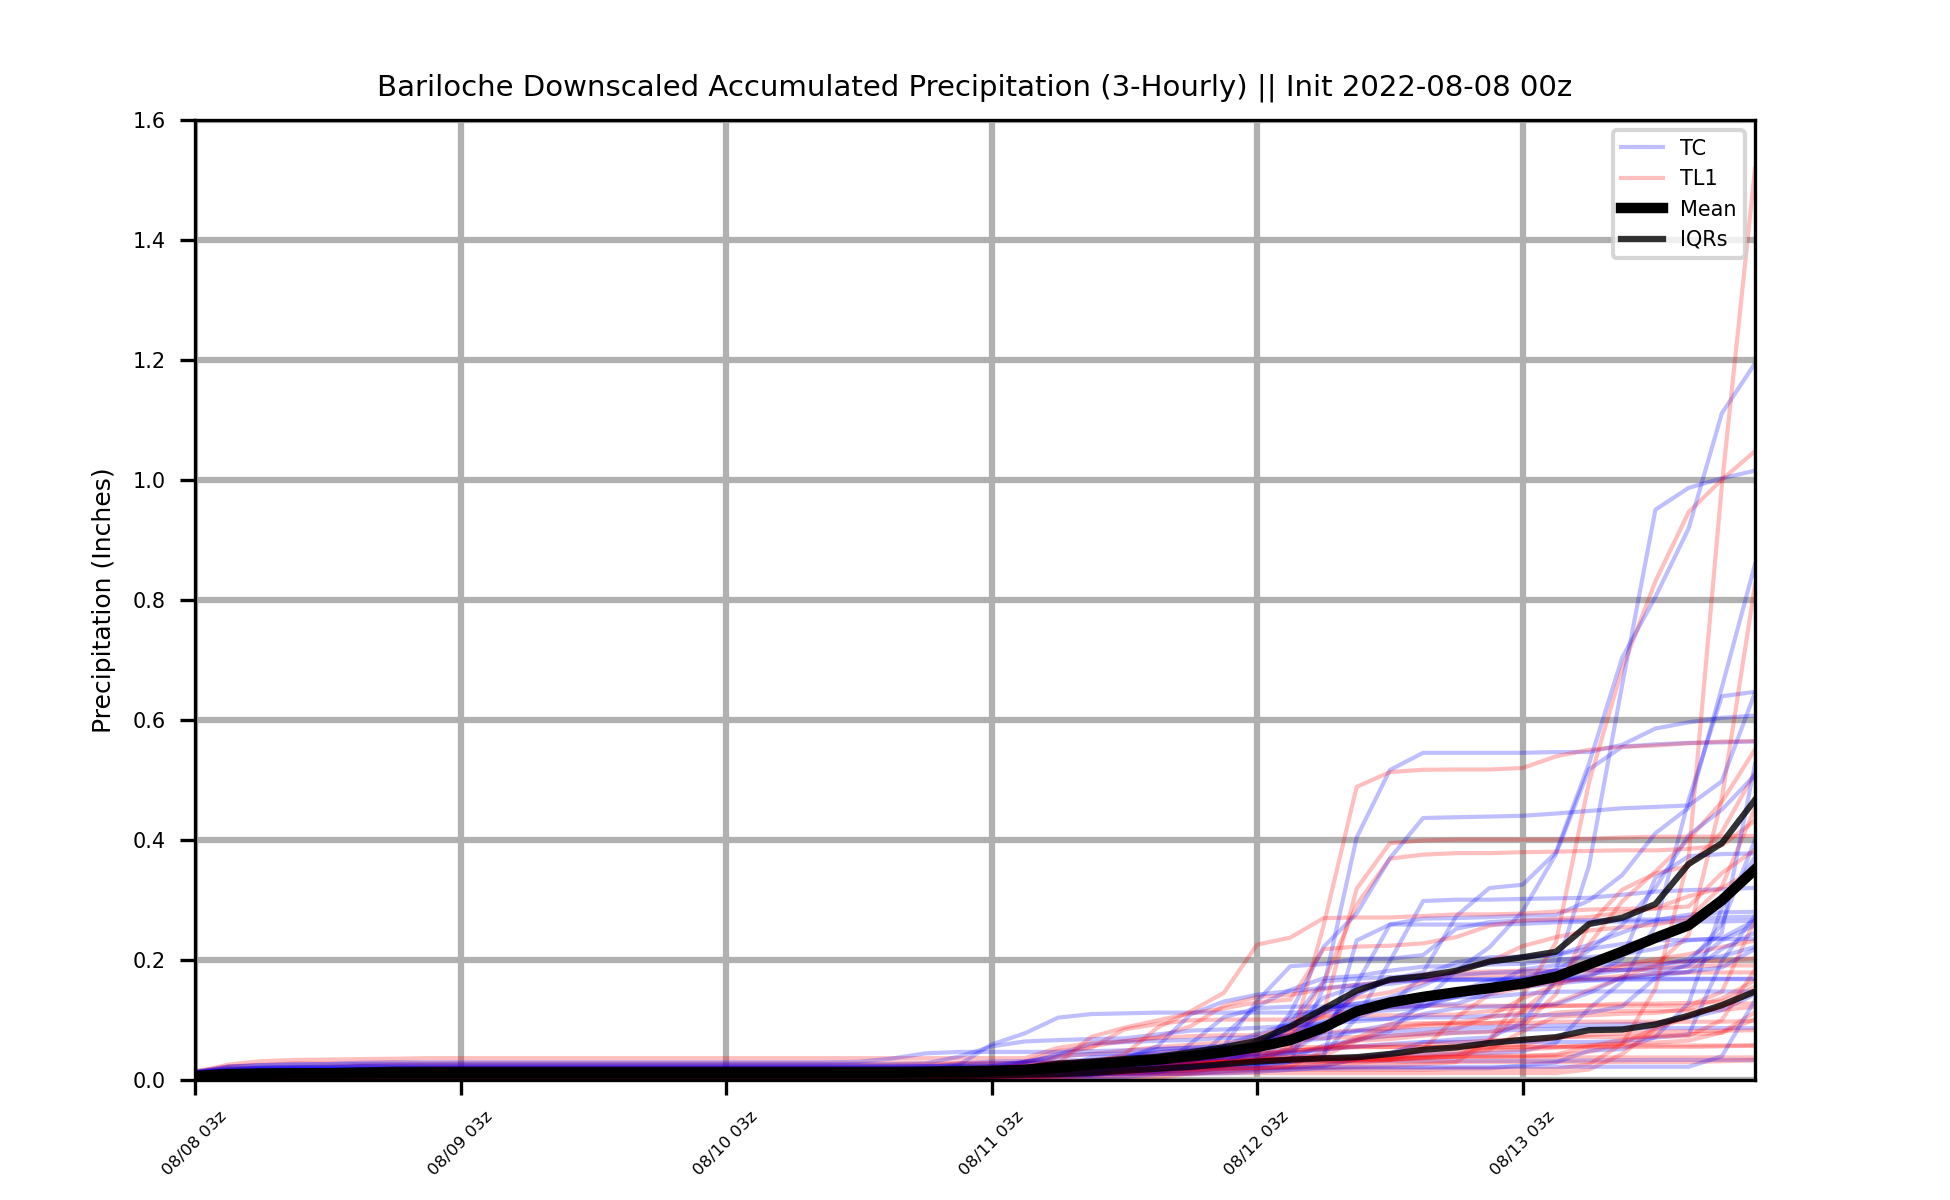 Bariloche Downscaled Accumulated Precipitation (3-Hourly) || Init 2022-08-08 00z
TC
TL1
Mean
IQRs
Precipitation (Inches)
1.6
1.4
1.2
1.0
0.8
0.6
0.4
0.2
0.0
08/08 03z
08/09 03z
08/10 03z
08/11 03z
08/12 03z
08/13 03z